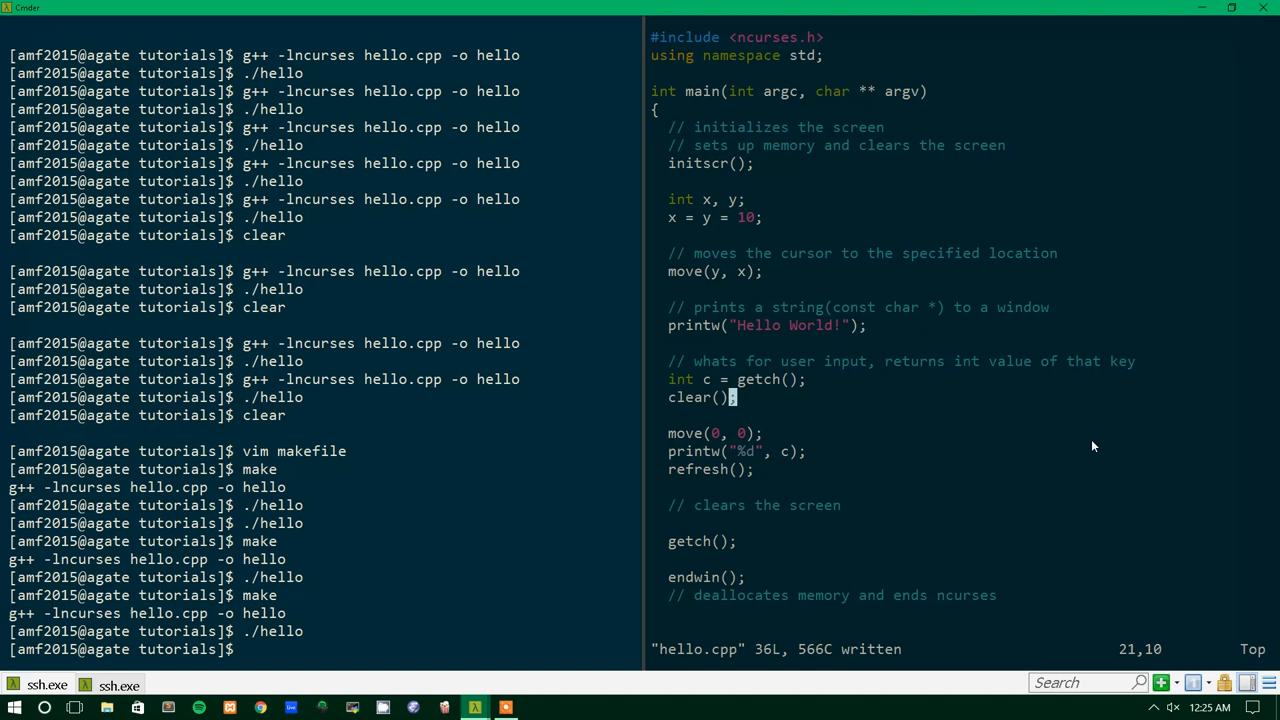 Cmder
[amf2015@agate tutorials]$ g++ -lncurses hello.cpp -o hello
[amf2015@agate tutorials]$ ./hello
[amf2015@agate tutorials]$ g++ -lncurses hello.cpp -o hello
[amf2015@agate tutorials]$ ./hello
[amf2015@agate tutorials]$ g++ -lncurses hello.cpp -o hello
[amf2015@agate tutorials]$ ./hello
[amf2015@agate tutorials]$ g++ -lncurses hello.cpp -o hello
[amf2015@agate tutorials]$ ./hello
[amf2015@agate tutorials]$ g++ -lncurses hello.cpp -o hello
[amf2015@agate tutorials]$ ./hello
[amf2015@agate tutorials]$ clear
[amf2015@agate tutorials]$ g++ -lncurses hello.cpp -o hello
[amf2015@agate tutorials]$ ./hello
[amf2015@agate tutorials]$ clear
[amf2015@agate tutorials]$ g++ -lncurses hello.cpp -o hello
[amf2015@agate tutorials]$ ./hello
[amf2015@agate tutorials]$ g++ -lncurses hello.cpp -o hello
[amf2015@agate tutorials]$ ./hello
[amf2015@agate tutorials]$ clear
[amf2015@agate tutorials]$ vim makefile
[amf2015@agate tutorials]$ make
g++ -lncurses hello.cpp -o hello
[amf2015@agate tutorials]$ ./hello
[amf2015@agate tutorials]$ ./hello
[amf2015@agate tutorials]$ make
g++ -lncurses hello.cpp -o hello
[amf2015@agate tutorials]$ ./hello
[amf2015@agate tutorials]$ make
g++ -lncurses hello.cpp -o hello
[amf2015@agate tutorials]$ ./hello
[amf2015@agate tutorials]$
#include <ncurses.h>
using namespace std;
int main(int argc, char ** argv)
{
// initializes the screen
// sets up memory and clears the screen
initscr();
int x, y;
x = y = 10;
// moves the cursor to the specified location
move(y, x);
// prints a string(const char *) to a window
printw("Hello World!");
// whats for user input, returns int value of that key
int c = getch();
clear();
move(0, 0);
printw("%d", c);
refresh();
// clears the screen
getch();
endwin();
// deallocates memory and ends ncurses
"hello.cpp" 36L, 566C written 21,10 Top
ssh.exe ssh.exe Search
12:25 AM